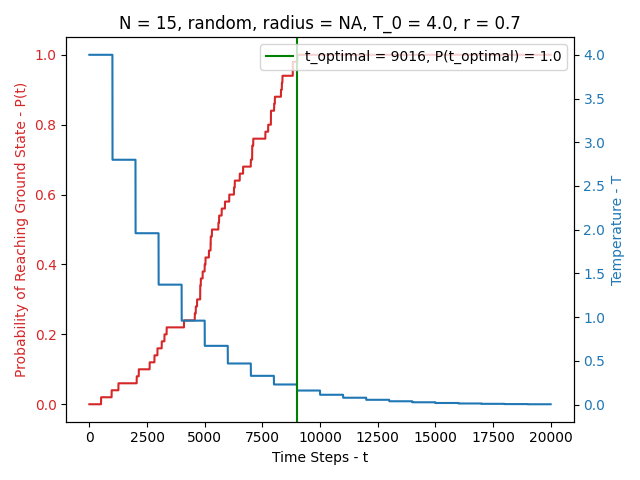 N = 15, random, radius = NA, T_0 = 4.0, r = 0.7
t_optimal = 9016, P(t_optimal) = 1.0
Probability of Reaching Ground State - P(t)
1.0
0.8
0.6
0.4
0.2
0.0
4.0
3.5
3.0
2.5
2.0
1.5
1.0
0.5
0.0
Temperature - T
0 2500 5000 7500 10000 12500 15000 17500 20000
Time Steps - t